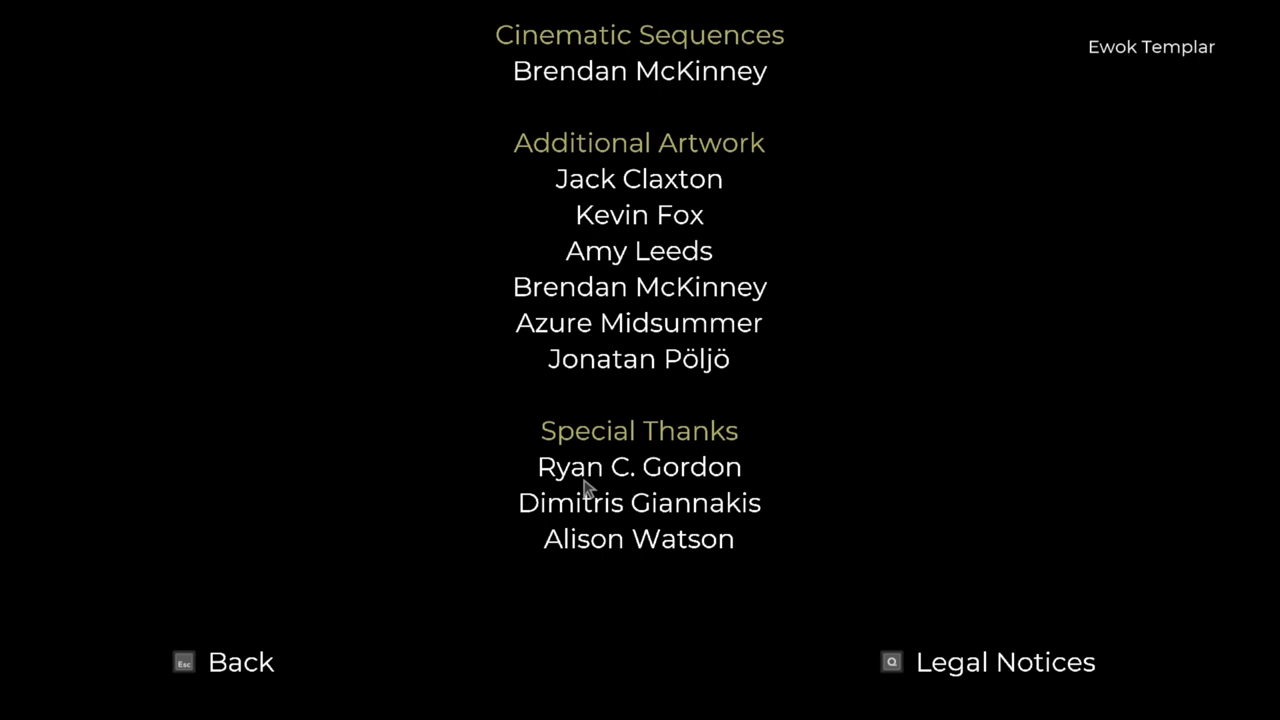 Cinematic Sequences
Ewok Templar
Brendan McKinney
Additional Artwork
Jack Claxton
Kevin Fox
Amy Leeds
Brendan McKinney
Azure Midsummer
Jonatan Pöljö
Special Thanks
Ryan C. Gordon
Dimitris Giannakis
Alison Watson
Esc Back
Q Legal Notices